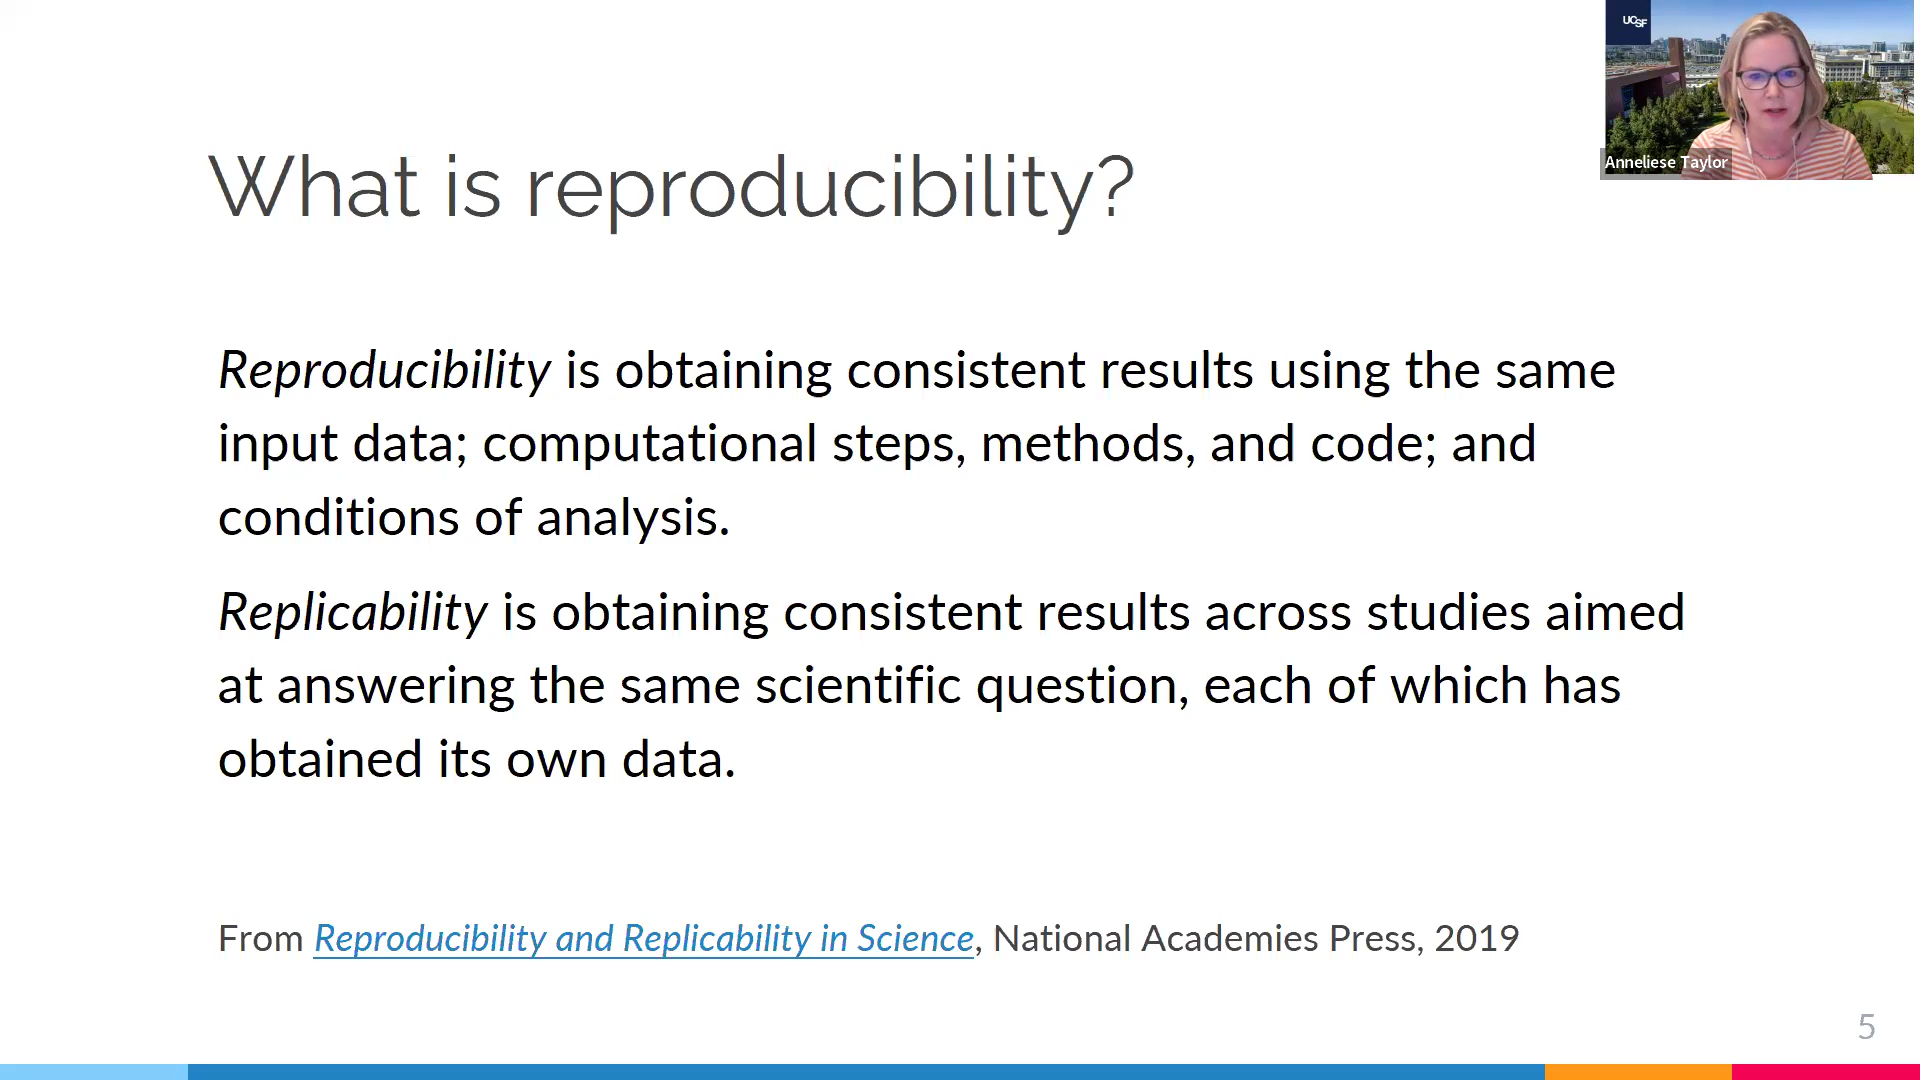 UCSF
Anneliese Taylor
What is reproducibility?
Reproducibility is obtaining consistent results using the same
input data; computational steps, methods, and code; and
conditions of analysis.
Replicability is obtaining consistent results across studies aimed
at answering the same scientific question, each of which has
obtained its own data.
From Reproducibility and Replicability in Science, National Academies Press, 2019
5